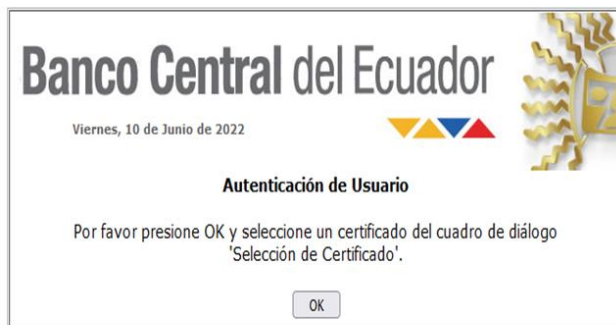 Banco Central del Ecuador
Viernes, 10 de Junio de 2022
Autenticación de Usuario
Por favor presione OK y seleccione un certificado del cuadro de diálogo
'Selección de Certificado'.
OK